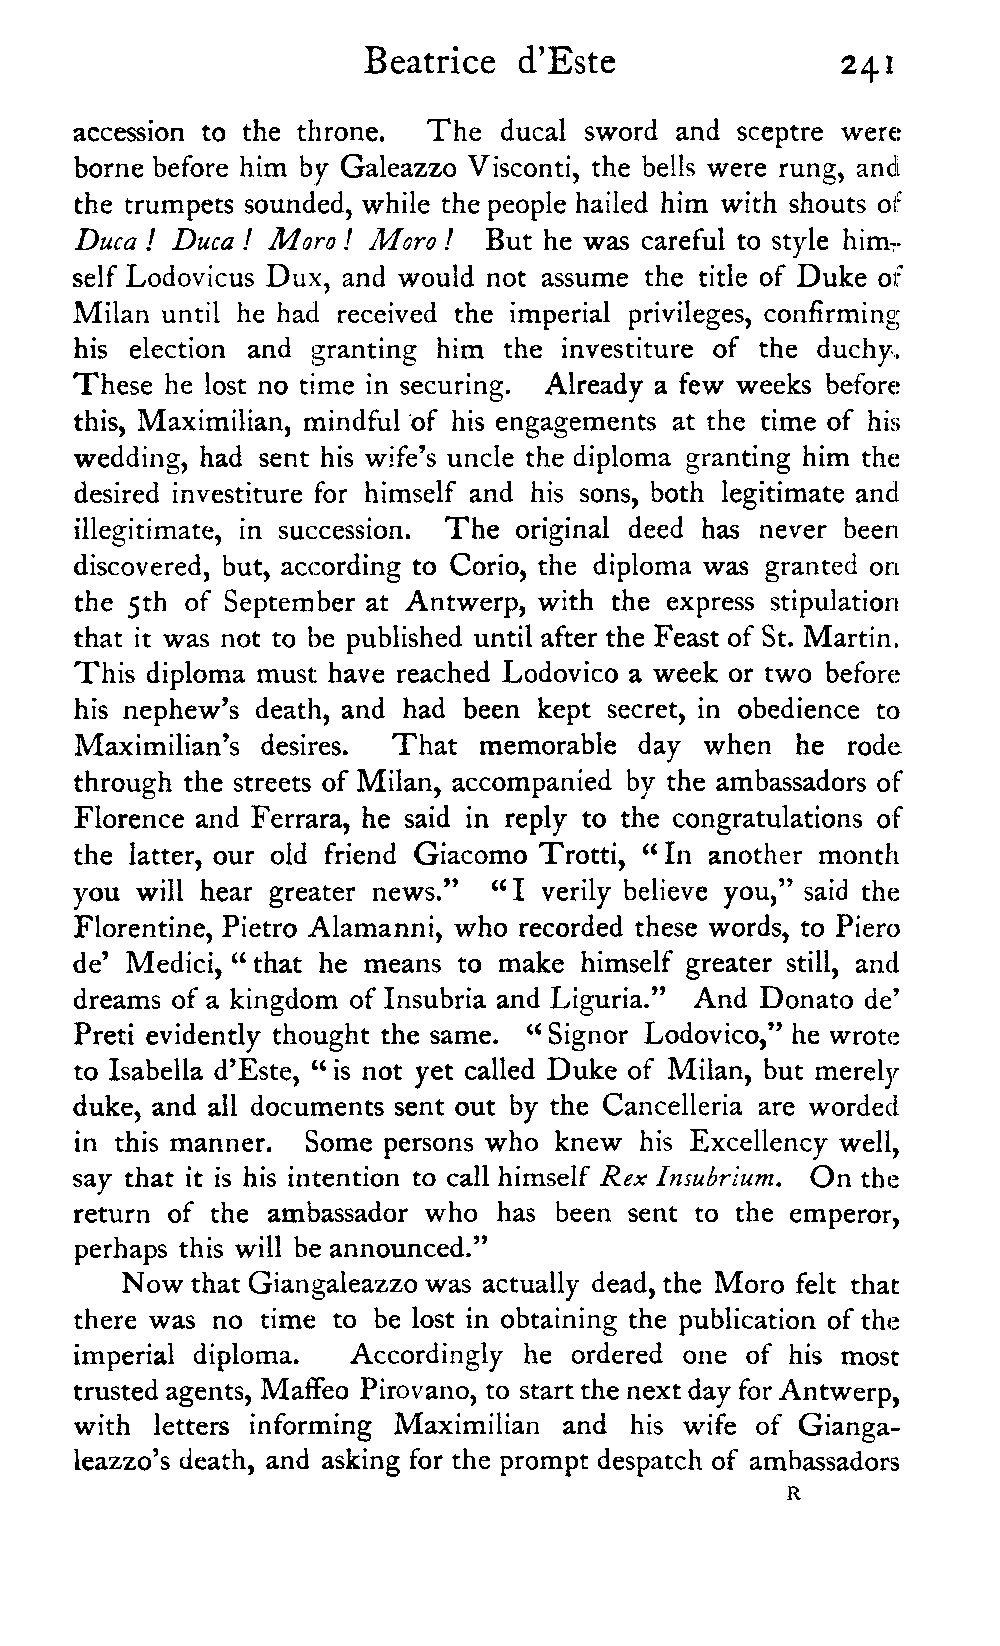 Beatrice d'Este 241
accession to the throne. The ducal sword and sceptre were
borne before him by Galeazzo Visconti, the bells were rung, and
the trumpets sounded, while the people hailed him with shouts of
Duca ! Duca ! Moro ! Moro ! But he was careful to style him-
self Lodovicus Dux, and would not assume the title of Duke of
Milan until he had received the imperial privileges, confirming
his election and granting him the investiture of the duchy.
These he lost no time in securing. Already a few weeks before
this, Maximilian, mindful of his engagements at the time of his
wedding, had sent his wife's uncle the diploma granting him the
desired investiture for himself and his sons, both legitimate and
illegitimate, in succession. The original deed has never been
discovered, but, according to Corio, the diploma was granted on
the 5th of September at Antwerp, with the express stipulation
that it was not to be published until after the Feast of St. Martin.
This diploma must have reached Lodovico a week or two before
his nephew's death, and had been kept secret, in obedience to
Maximilian's desires. That memorable day when he rode
through the streets of Milan, accompanied by the ambassadors of
Florence and Ferrara, he said in reply to the congratulations of
the latter, our old friend Giacomo Trotti, "In another month
you will hear greater news." "I verily believe you," said the
Florentine, Pietro Alamanni, who recorded these words, to Piero
de' Medici, "that he means to make himself greater still, and
dreams of a kingdom of Insubria and Liguria." And Donato de'
Preti evidently thought the same. "Signor Lodovico," he wrote
to Isabella d'Este, "is not yet called Duke of Milan, but merely
duke, and all documents sent out by the Cancelleria are worded
in this manner. Some persons who knew his Excellency well,
say that it is his intention to call himself Rex Insubrium. On the
return of the ambassador who has been sent to the emperor,
perhaps this will be announced."
Now that Giangaleazzo was actually dead, the Moro felt that
there was no time to be lost in obtaining the publication of the
imperial diploma. Accordingly he ordered one of his most
trusted agents, Maffeo Pirovano, to start the next day for Antwerp,
with letters informing Maximilian and his wife of Gianga-
leazzo's death, and asking for the prompt despatch of ambassadors
R